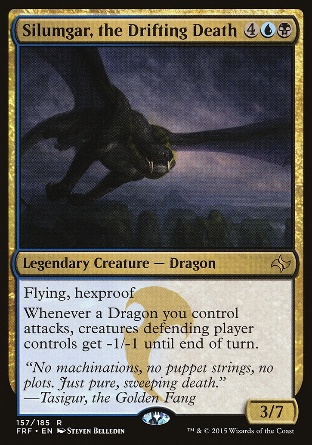 Silumgar, the Drifting Death 4
Legendary Creature — Dragon
Flying, hexproof
Whenever a Dragon you control
attacks, creatures defending player
controls get -1/-1 until end of turn.
“No machinations, no puppet strings, no
plots. Just pure, sweeping death.”
—Tasigur, the Golden Fang
157/185 R
FRF • EN Steven Belledin
3/7
™ & © 2015 Wizards of the Coast